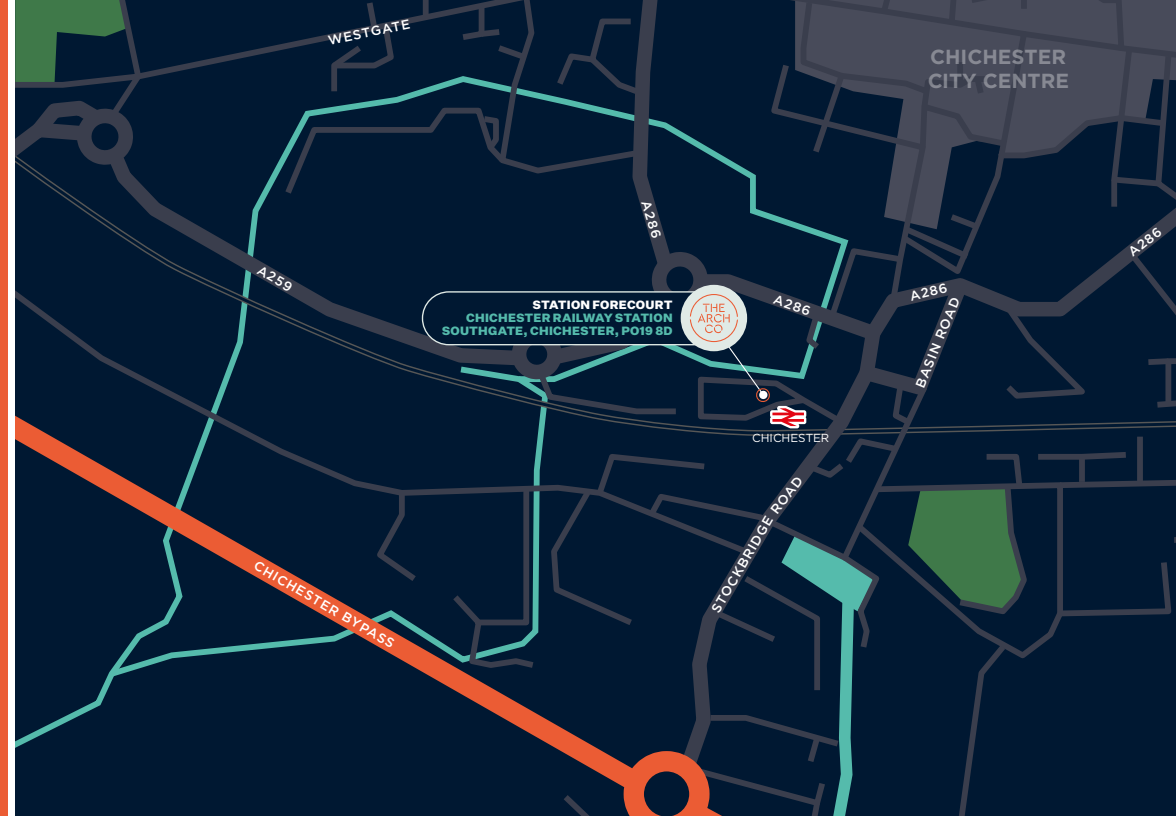 WESTGATE
CHICHESTER
CITY CENTRE
A286
A286
A259
A286
A286
STATION FORECOURT
CHICHESTER RAILWAY STATION
SOUTHGATE, CHICHESTER, PO19 8D
THE
ARCH
CO
BASIN ROAD
CHICHESTER
STOCKBRIDGE ROAD
CHICHESTER BYPASS